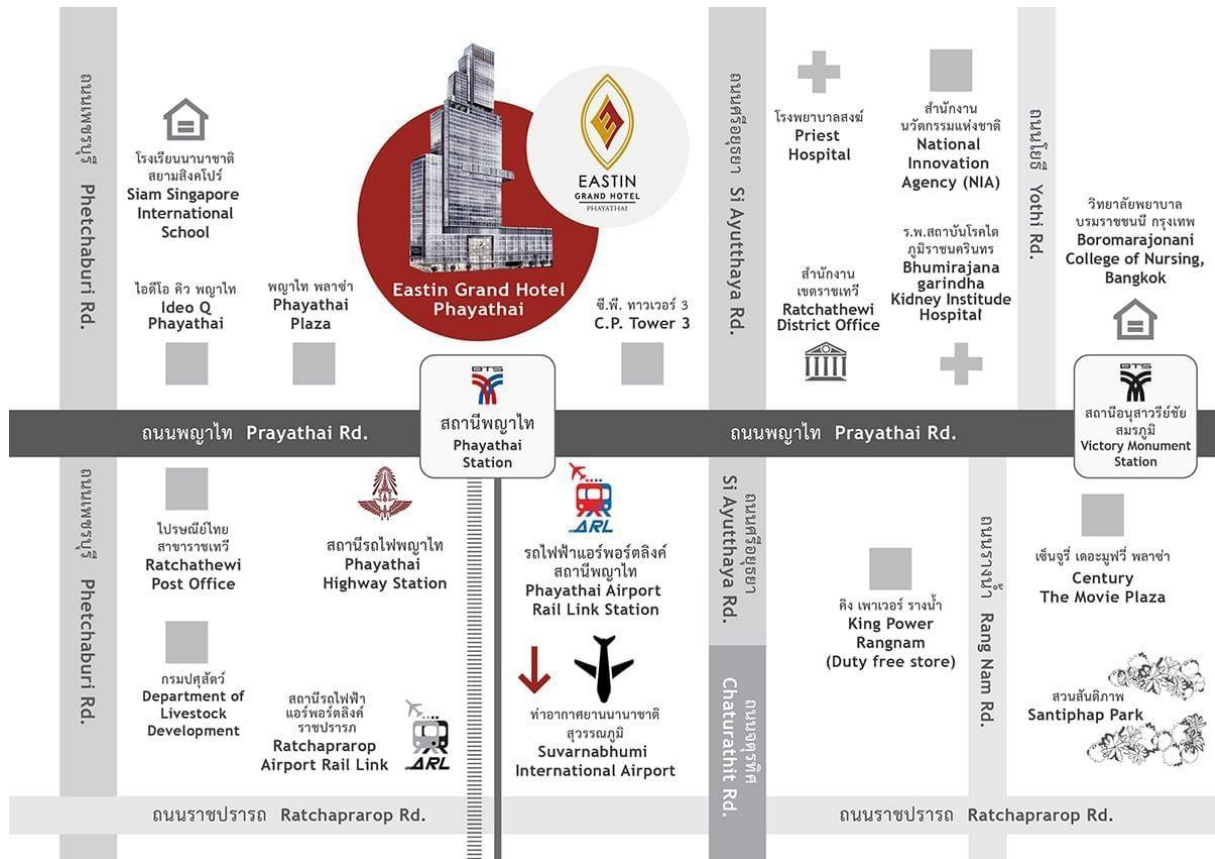 ถนนเพชรบุรี Phetchaburi Rd.
โรงเรียนนานาชาติ
สยามสิงคโปร์
Siam Singapore
International
School
ไอดีโอ คิว พญาไท
Ideo Q
Phayathai
พญาไท พลาซ่า
Phayathai
Plaza
Eastin Grand Hotel
Phayathai
EASTIN
GRAND HOTEL
PHAYATHAI
ซี.พี. ทาวเวอร์ 3
C.P. Tower 3
ถนนศรีอยุธยา Si Ayutthaya Rd.
โรงพยาบาลสงฆ์
Priest
Hospital
สำนักงาน
นวัตกรรมแห่งชาติ
National
Innovation
Agency (NIA)
สำนักงาน
เขตราชเทวี
Ratchathewi
District Office
ร.พ.สถาบันโรคไต
ภูมิราชนครินทร
Bhumirajana
garindha
Kidney Institude
Hospital
ถนนโยธี Yothi Rd.
วิทยาลัยพยาบาล
บรมราชชนนี กรุงเทพ
Boromarajonani
College of Nursing,
Bangkok
ถนนพญาไท Prayathai Rd.
BTS
สถานีพญาไท
Phayathai
Station
ถนนพญาไท Prayathai Rd.
BTS
สถานีอนุสาวรีย์ชัย
สมรภูมิ
Victory Monument
Station
ถนนเพชรบุรี Phetchaburi Rd.
ไปรษณีย์ไทย
สาขาราชเทวี
Ratchathewi
Post Office
สถานีรถไฟพญาไท
Phayathai
Highway Station
ARL
รถไฟฟ้าแอร์พอร์ตลิงค์
สถานีพญาไท
Phayathai Airport
Rail Link Station
ถนนศรีอยุธยา
Si Ayutthaya Rd.
คิง เพาเวอร์ รางน้ำ
King Power
Rangnam
(Duty free store)
ถนนรางน้ำ Rang Nam Rd.
เซ็นจูรี่ เดอะมูฟวี่ พลาซ่า
Century
The Movie Plaza
กรมปศุสัตว์
Department of
Livestock
Development
สถานีรถไฟฟ้า
แอร์พอร์ตลิงค์
ราชปรารภ
Ratchaprarop
Airport Rail Link
ARL
ท่าอากาศยานนานาชาติ
สุวรรณภูมิ
Suvarnabhumi
International Airport
ถนนจตุรทิศ
Chaturathit Rd.
สวนสันติภาพ
Santiphap Park
ถนนราชปรารถ Ratchaprarop Rd.
ถนนราชปรารถ Ratchaprarop Rd.